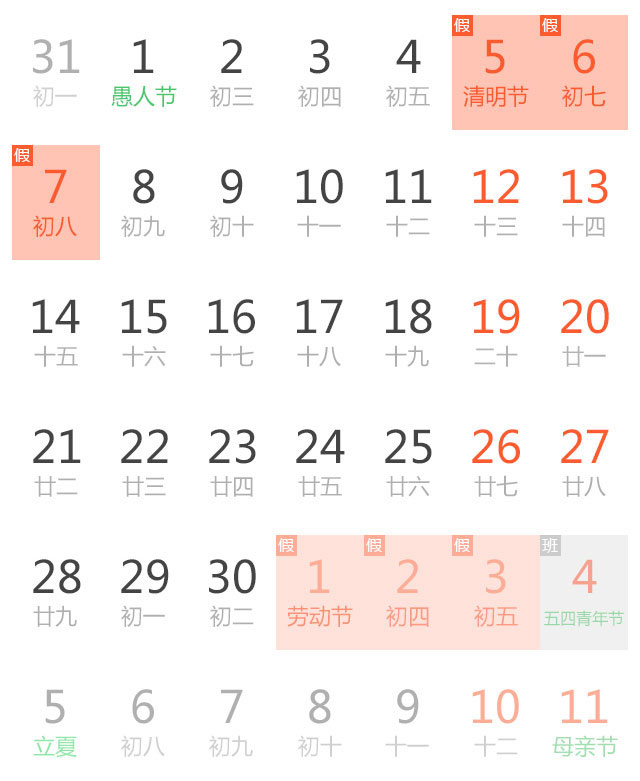 假 假
31 1 2 3 4 5 6
初一 愚人节 初三 初四 初五 清明节 初七
假
7 8 9 10 11 12 13
初八 初九 初十 十一 十二 十三 十四
14 15 16 17 18 19 20
十五 十六 十七 十八 十九 二十 廿一
21 22 23 24 25 26 27
廿二 廿三 廿四 廿五 廿六 廿七 廿八
假 假 假 班
28 29 30 1 2 3 4
廿九 初一 初二 劳动节 初四 初五 五四青年节
5 6 7 8 9 10 11
立夏 初八 初九 初十 十一 十二 母亲节